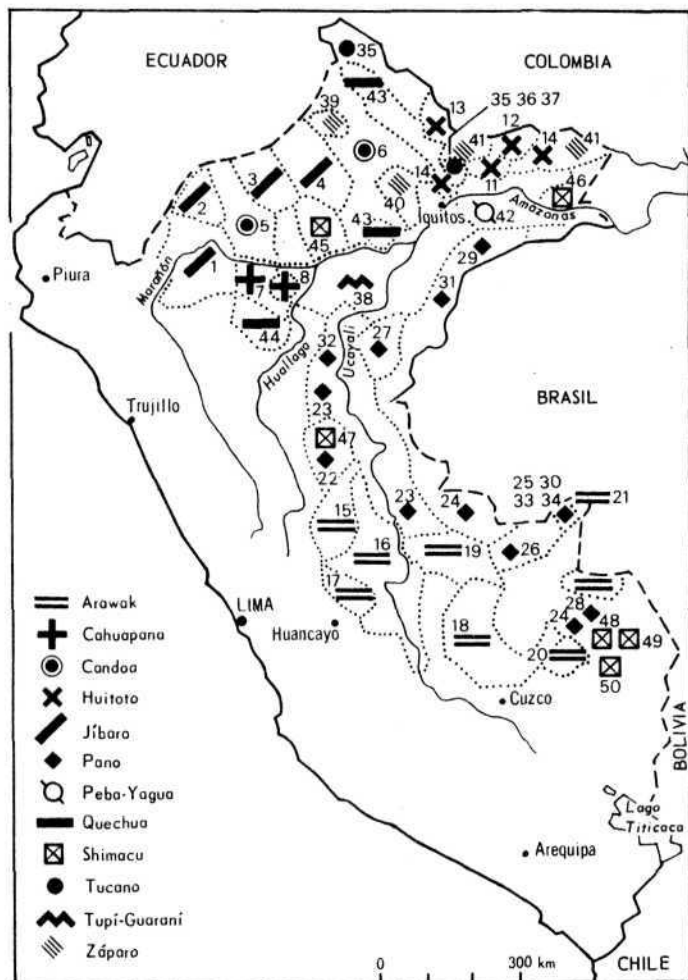 ECUADOR
COLOMBIA
35
43
39
13
35 36 37
12
14
41
41
6
14
11
46
3
4
2
40
Iquitos
42
Amazonas
5
45
43
29
Piura
Marañón
1
7
8
38
31
44
Huallaga
Ucayali
32
27
23
Trujillo
BRASIL
47
22
25 30
33 34
21
23
24
15
16
19
26
17
28
24
48
49
LIMA
Huancayo
18
20
50
Cuzco
BOLIVIA
Arawak
Cahuapana
Candoa
Huitoto
Jíbara
Pano
Peba-Yagua
Quechua
Shimacu
Tucano
Tupí-Guaraní
Záparo
Lago
Titicaca
Arequipa
0 300 km
CHILE